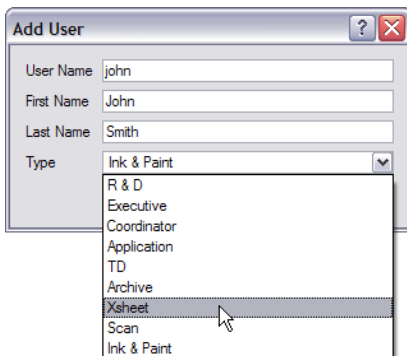 Add User
?
User Name john
First Name John
Last Name Smith
Type Ink & Paint
R & D
Executive
Coordinator
Application
TD
Archive
Xsheet
Scan
Ink & Paint